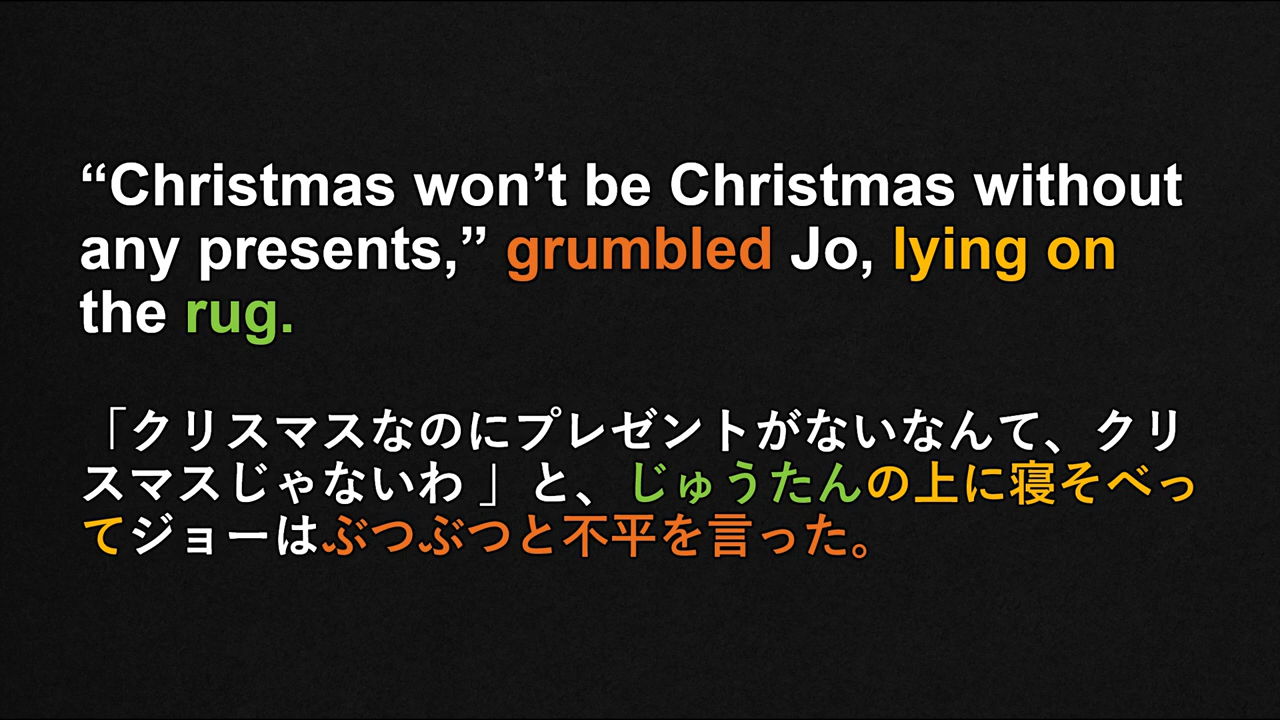 “Christmas won’t be Christmas without
any presents,” grumbled Jo, lying on
the rug.
「クリスマスなのにプレゼントがないなんて、クリ
スマスじゃないわ 」と、じゅうたんの上に寝そべっ
てジョーはぶつぶつと不平を言った。